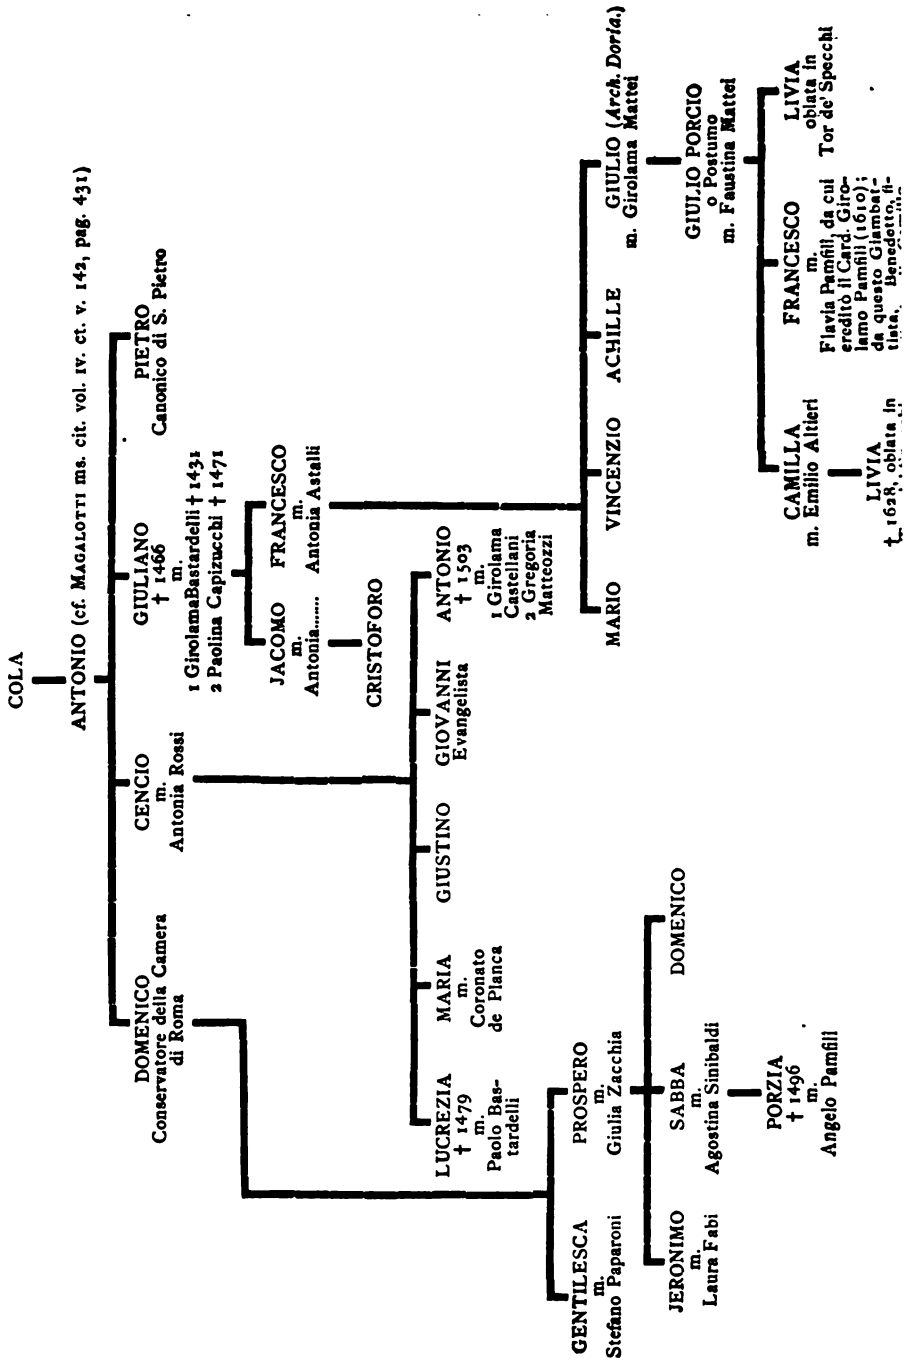 COLA
ANTONIO (cf. MAGALOTTI ms. cit. vol. IV. ct. v. 142, pag. 431)
DOMENICO
Conservatore della Camera
di Roma
CENCIO
m.
Antonia Rossi
GIULIANO
† 1466
m.
1 GirolamaBastardelli † 1431
2 Paolina Capizucchi † 1471
PIETRO
Canonico di S. Pietro
JACOMO
m.
Antonia........
FRANCESCO
m.
Antonia Astalli
CRISTOFORO
LUCREZIA
† 1479
m.
Paolo Bas-
tardelli
MARIA
m.
Coronato
de Planca
GIUSTINO
GIOVANNI
Evangelista
ANTONIO
† 1503
m.
1 Girolama
Castellani
2 Gregoria
Matteozzi
GENTILESCA
m.
Stefano Paparoni
PROSPERO
m.
Giulia Zacchia
MARIO
VINCENZIO
ACHILLE
GIULIO (Arch. Doria.)
m. Girolama Mattei
JERONIMO
m.
Laura Fabi
SABBA
m.
Agostina Sinibaldi
DOMENICO
GIULIO PORCIO
o Postumo
m. Faustina Mattei
PORZIA
† 1496
m.
Angelo Pamfili
CAMILLA
m. Emilio Altieri
FRANCESCO
m.
Flavia Pamfili, da cui
ereditò il Card. Giro-
lamo Pamfili (1610);
da questo Giambat-
tista, Benedetto, fi-
LIVIA
oblata in
Tor de' Specchi
LIVIA
† 1628, oblata in